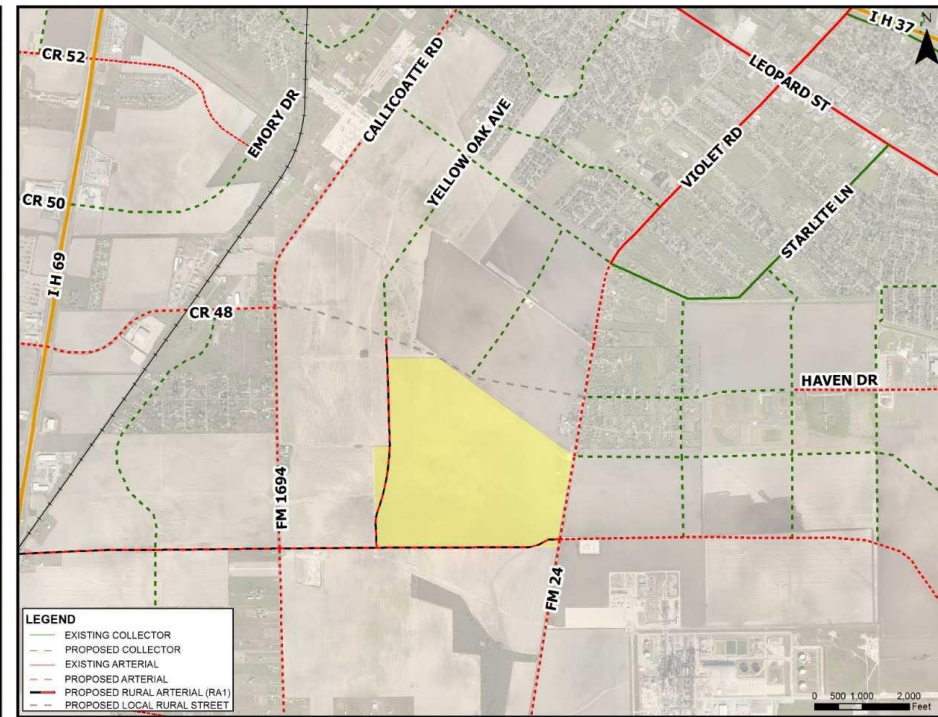 N
I H 37
CR 52
CALLICOATTE RD
LEOPARD ST
EMORY DR
YELLOW OAK AVE
VIOLET RD
CR 50
STARLITE LN
I H 69
CR 48
HAVEN DR
FM 1694
FM 24
LEGEND
EXISTING COLLECTOR
PROPOSED COLLECTOR
EXISTING ARTERIAL
PROPOSED ARTERIAL
PROPOSED RURAL ARTERIAL (RA1)
PROPOSED LOCAL RURAL STREET
0 500 1,000 2,000
Feet